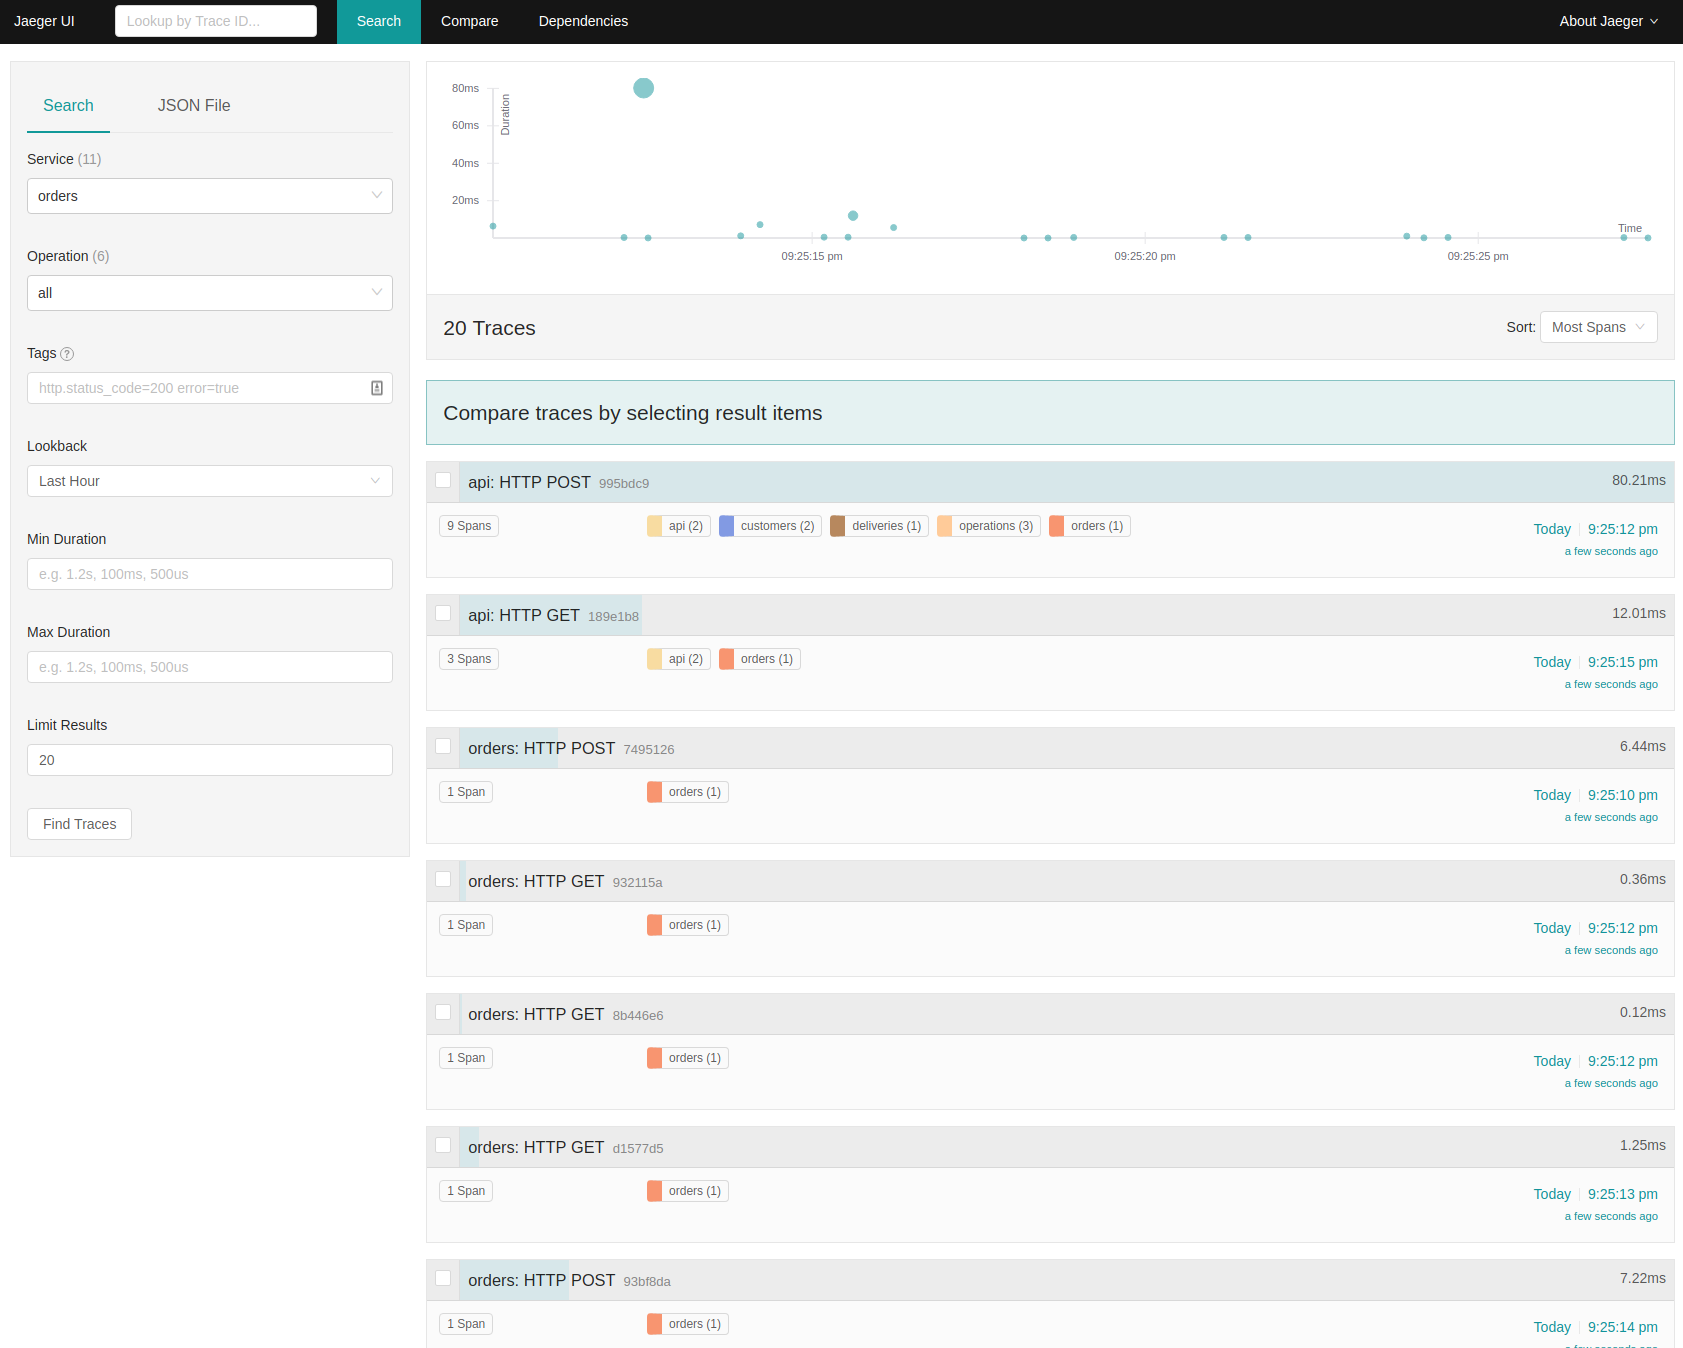 Jaeger UI
Lookup by Trace ID...
Search
Compare
Dependencies
About Jaeger
Search
JSON File
Service (11)
orders
Operation (6)
all
Tags ?
http.status_code=200 error=true
Lookback
Last Hour
Min Duration
e.g. 1.2s, 100ms, 500us
Max Duration
e.g. 1.2s, 100ms, 500us
Limit Results
20
Find Traces
80ms
60ms
40ms
20ms
Duration
Time
09:25:15 pm
09:25:20 pm
09:25:25 pm
20 Traces
Sort: Most Spans
Compare traces by selecting result items
api: HTTP POST 995bdc9 80.21ms
9 Spans api (2) customers (2) deliveries (1) operations (3) orders (1) Today 9:25:12 pm
a few seconds ago
api: HTTP GET 189e1b8 12.01ms
3 Spans api (2) orders (1) Today 9:25:15 pm
a few seconds ago
orders: HTTP POST 7495126 6.44ms
1 Span orders (1) Today 9:25:10 pm
a few seconds ago
orders: HTTP GET 932115a 0.36ms
1 Span orders (1) Today 9:25:12 pm
a few seconds ago
orders: HTTP GET 8b446e6 0.12ms
1 Span orders (1) Today 9:25:12 pm
a few seconds ago
orders: HTTP GET d1577d5 1.25ms
1 Span orders (1) Today 9:25:13 pm
a few seconds ago
orders: HTTP POST 93bf8da 7.22ms
1 Span orders (1) Today 9:25:14 pm